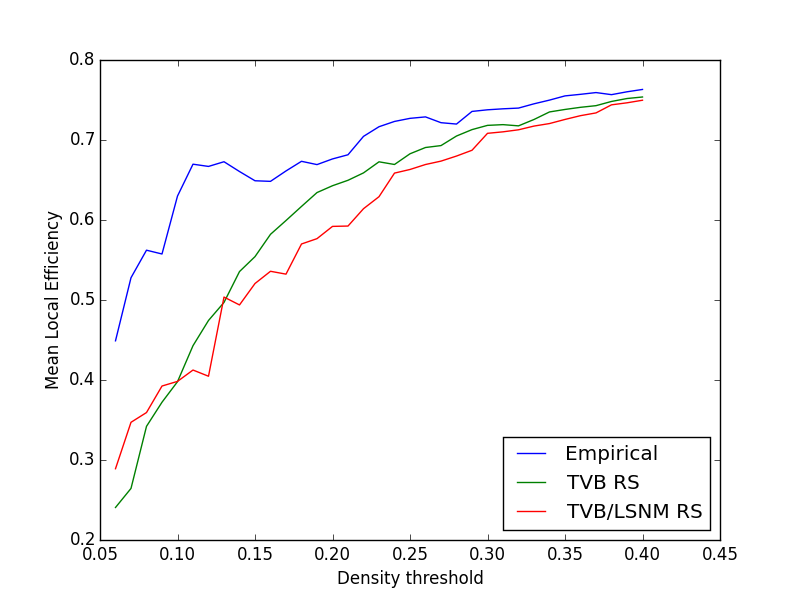 0.8
0.7
0.6
0.5
0.4
0.3
0.2
Mean Local Efficiency
Empirical
TVB RS
TVB/LSNM RS
0.05 0.10 0.15 0.20 0.25 0.30 0.35 0.40 0.45
Density threshold